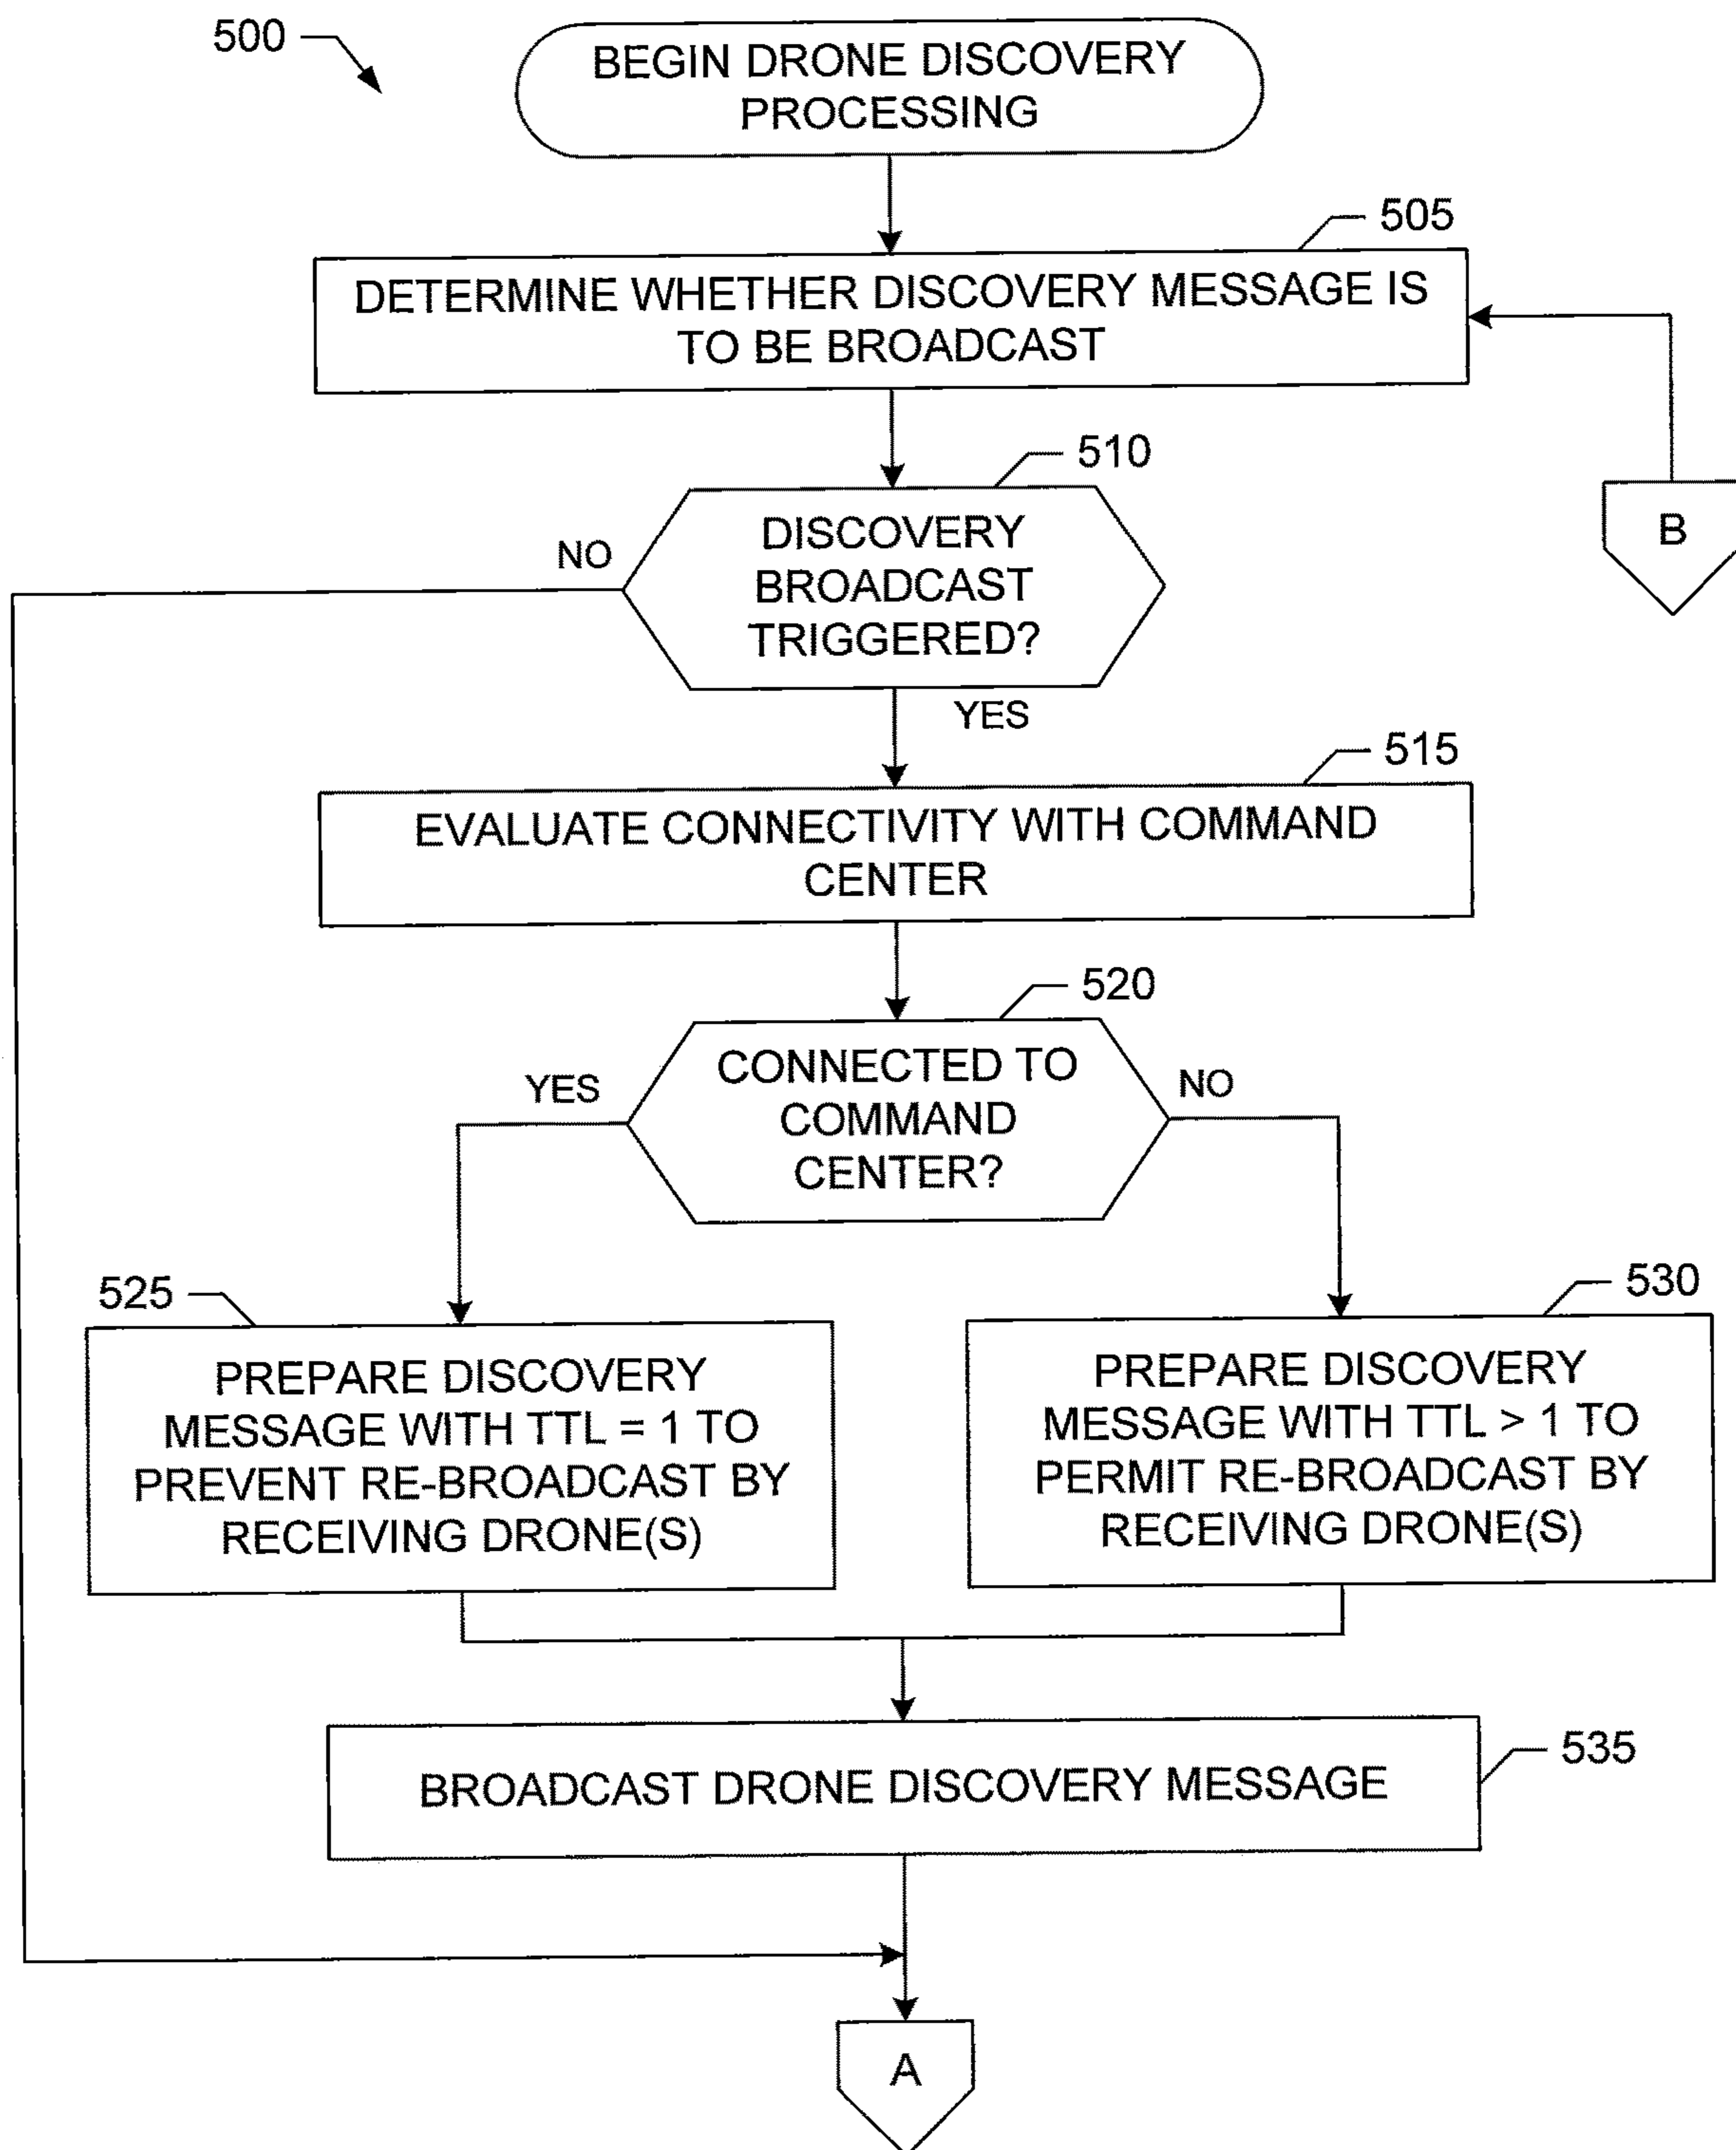 500
BEGIN DRONE DISCOVERY
PROCESSING
505
DETERMINE WHETHER DISCOVERY MESSAGE IS
TO BE BROADCAST
510
B
NO
DISCOVERY
BROADCAST
TRIGGERED?
YES
515
EVALUATE CONNECTIVITY WITH COMMAND
CENTER
520
YES
CONNECTED TO
COMMAND
CENTER?
NO
525
PREPARE DISCOVERY
MESSAGE WITH TTL = 1 TO
PREVENT RE-BROADCAST BY
RECEIVING DRONE(S)
530
PREPARE DISCOVERY
MESSAGE WITH TTL > 1 TO
PERMIT RE-BROADCAST BY
RECEIVING DRONE(S)
535
BROADCAST DRONE DISCOVERY MESSAGE
A